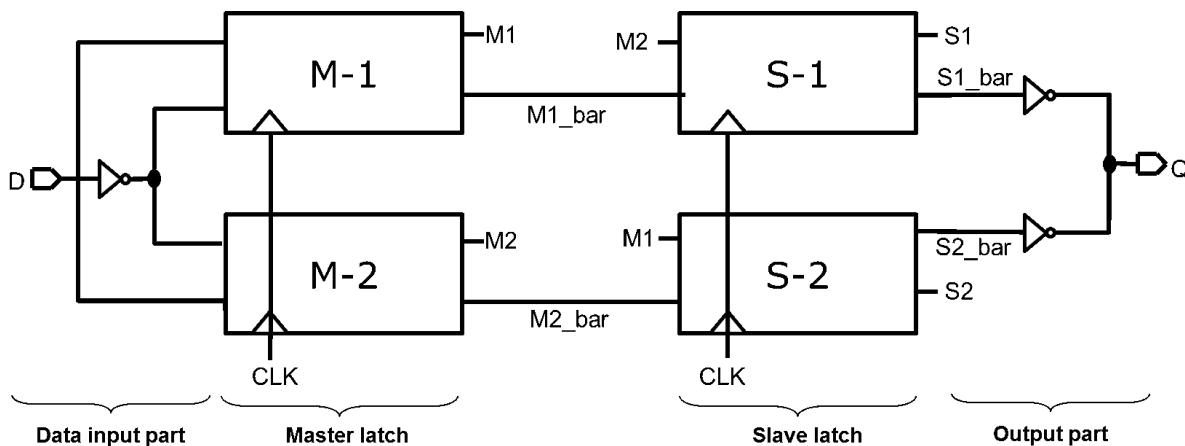 M1
M2
S1
M-1
S-1
S1_bar
M1_bar
D
Q
M2
M1
S2_bar
M-2
S-2
S2
M2_bar
CLK
CLK
Data input part
Master latch
Slave latch
Output part